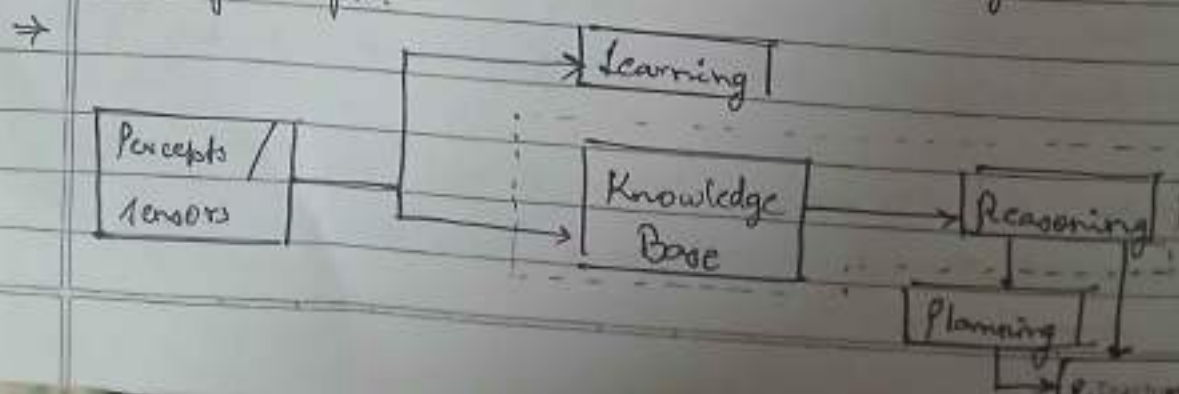 ⇒
Learning
Percepts /
sensors
Knowledge
Base
Reasoning
Planning